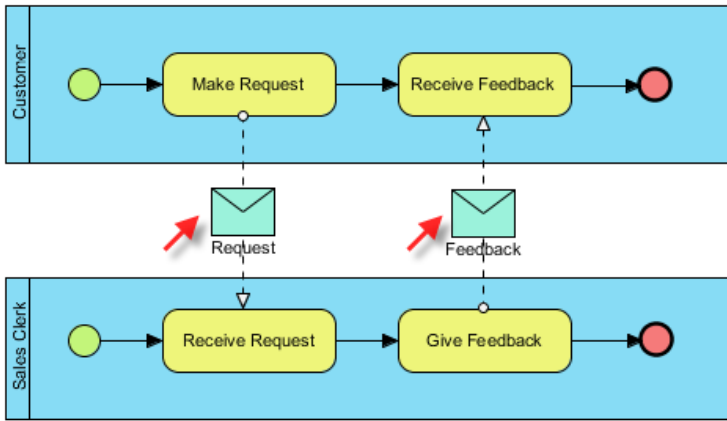 Customer
Make Request
Receive Feedback
Request
Feedback
Sales Clerk
Receive Request
Give Feedback